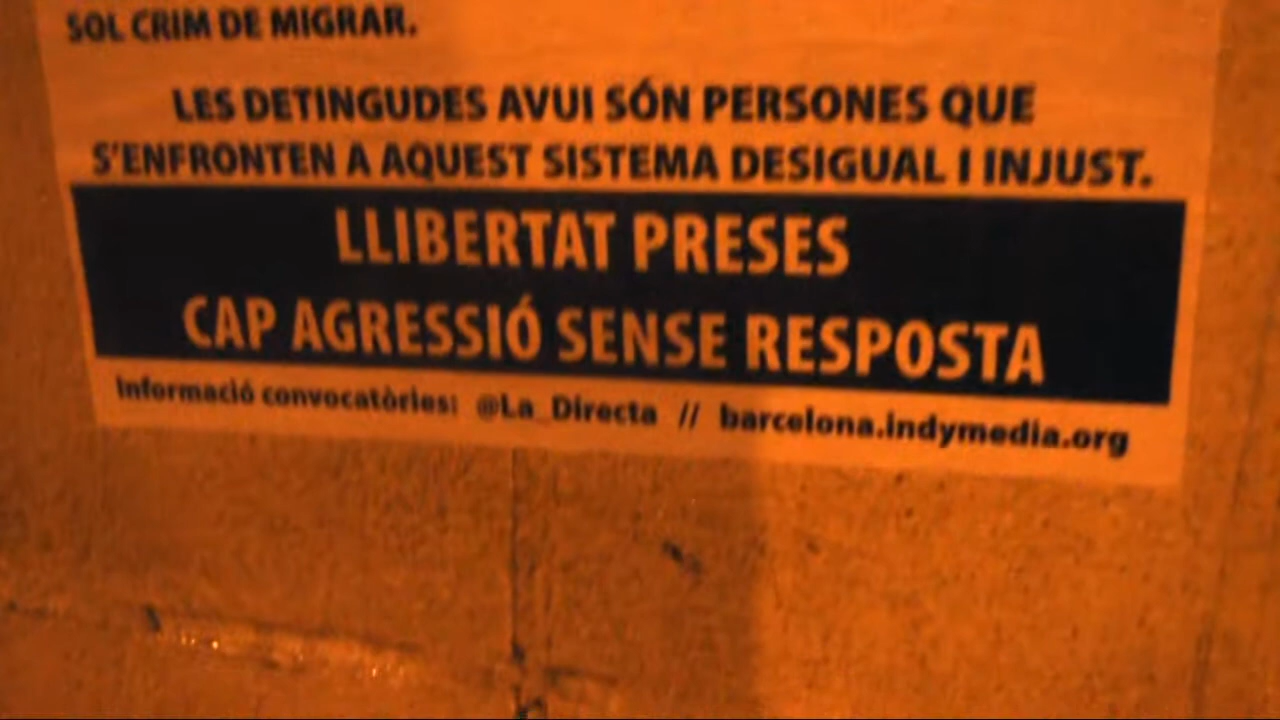 SOL CRIM DE MIGRAR.
LES DETINGUDES AVUI SÓN PERSONES QUE
S'ENFRONTEN A AQUEST SISTEMA DESIGUAL I INJUST.
LLIBERTAT PRESES
CAP AGRESSIÓ SENSE RESPOSTA
Informació convocatòries: @La_Directa // barcelona.indymedia.org